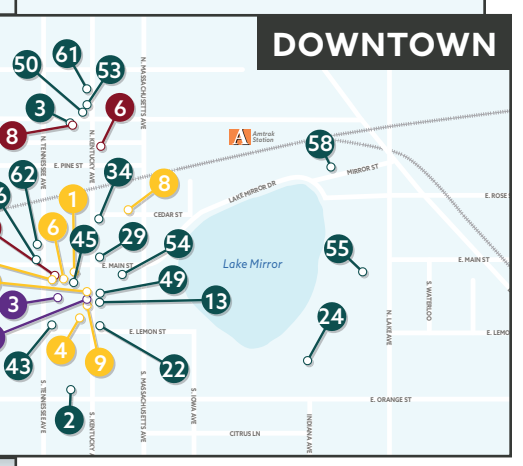 DOWNTOWN
61
50
53
3
6
8
N. MASSACHUSETTS AVE
N. TENNESSEE AVE
N. KENTUCKY AVE
A
Amtrak
Station
58
E. PINE ST
62
34
8
MIRROR ST
LAKE MIRROR DR
1
CEDAR ST
E. ROSE
6
45
29
54
55
E. MAIN ST
E. MAIN ST
Lake Mirror
49
S. WATERLOO
3
13
24
N. LAKE AVE
E. LEMON ST
E. LEMO
4
9
43
22
S. TENNESSEE AVE
S. MASSACHUSETTS AVE
S. IOWA AVE
E. ORANGE ST
2
S. KENTUCKY A
INDIANA AVE
CITRUS LN